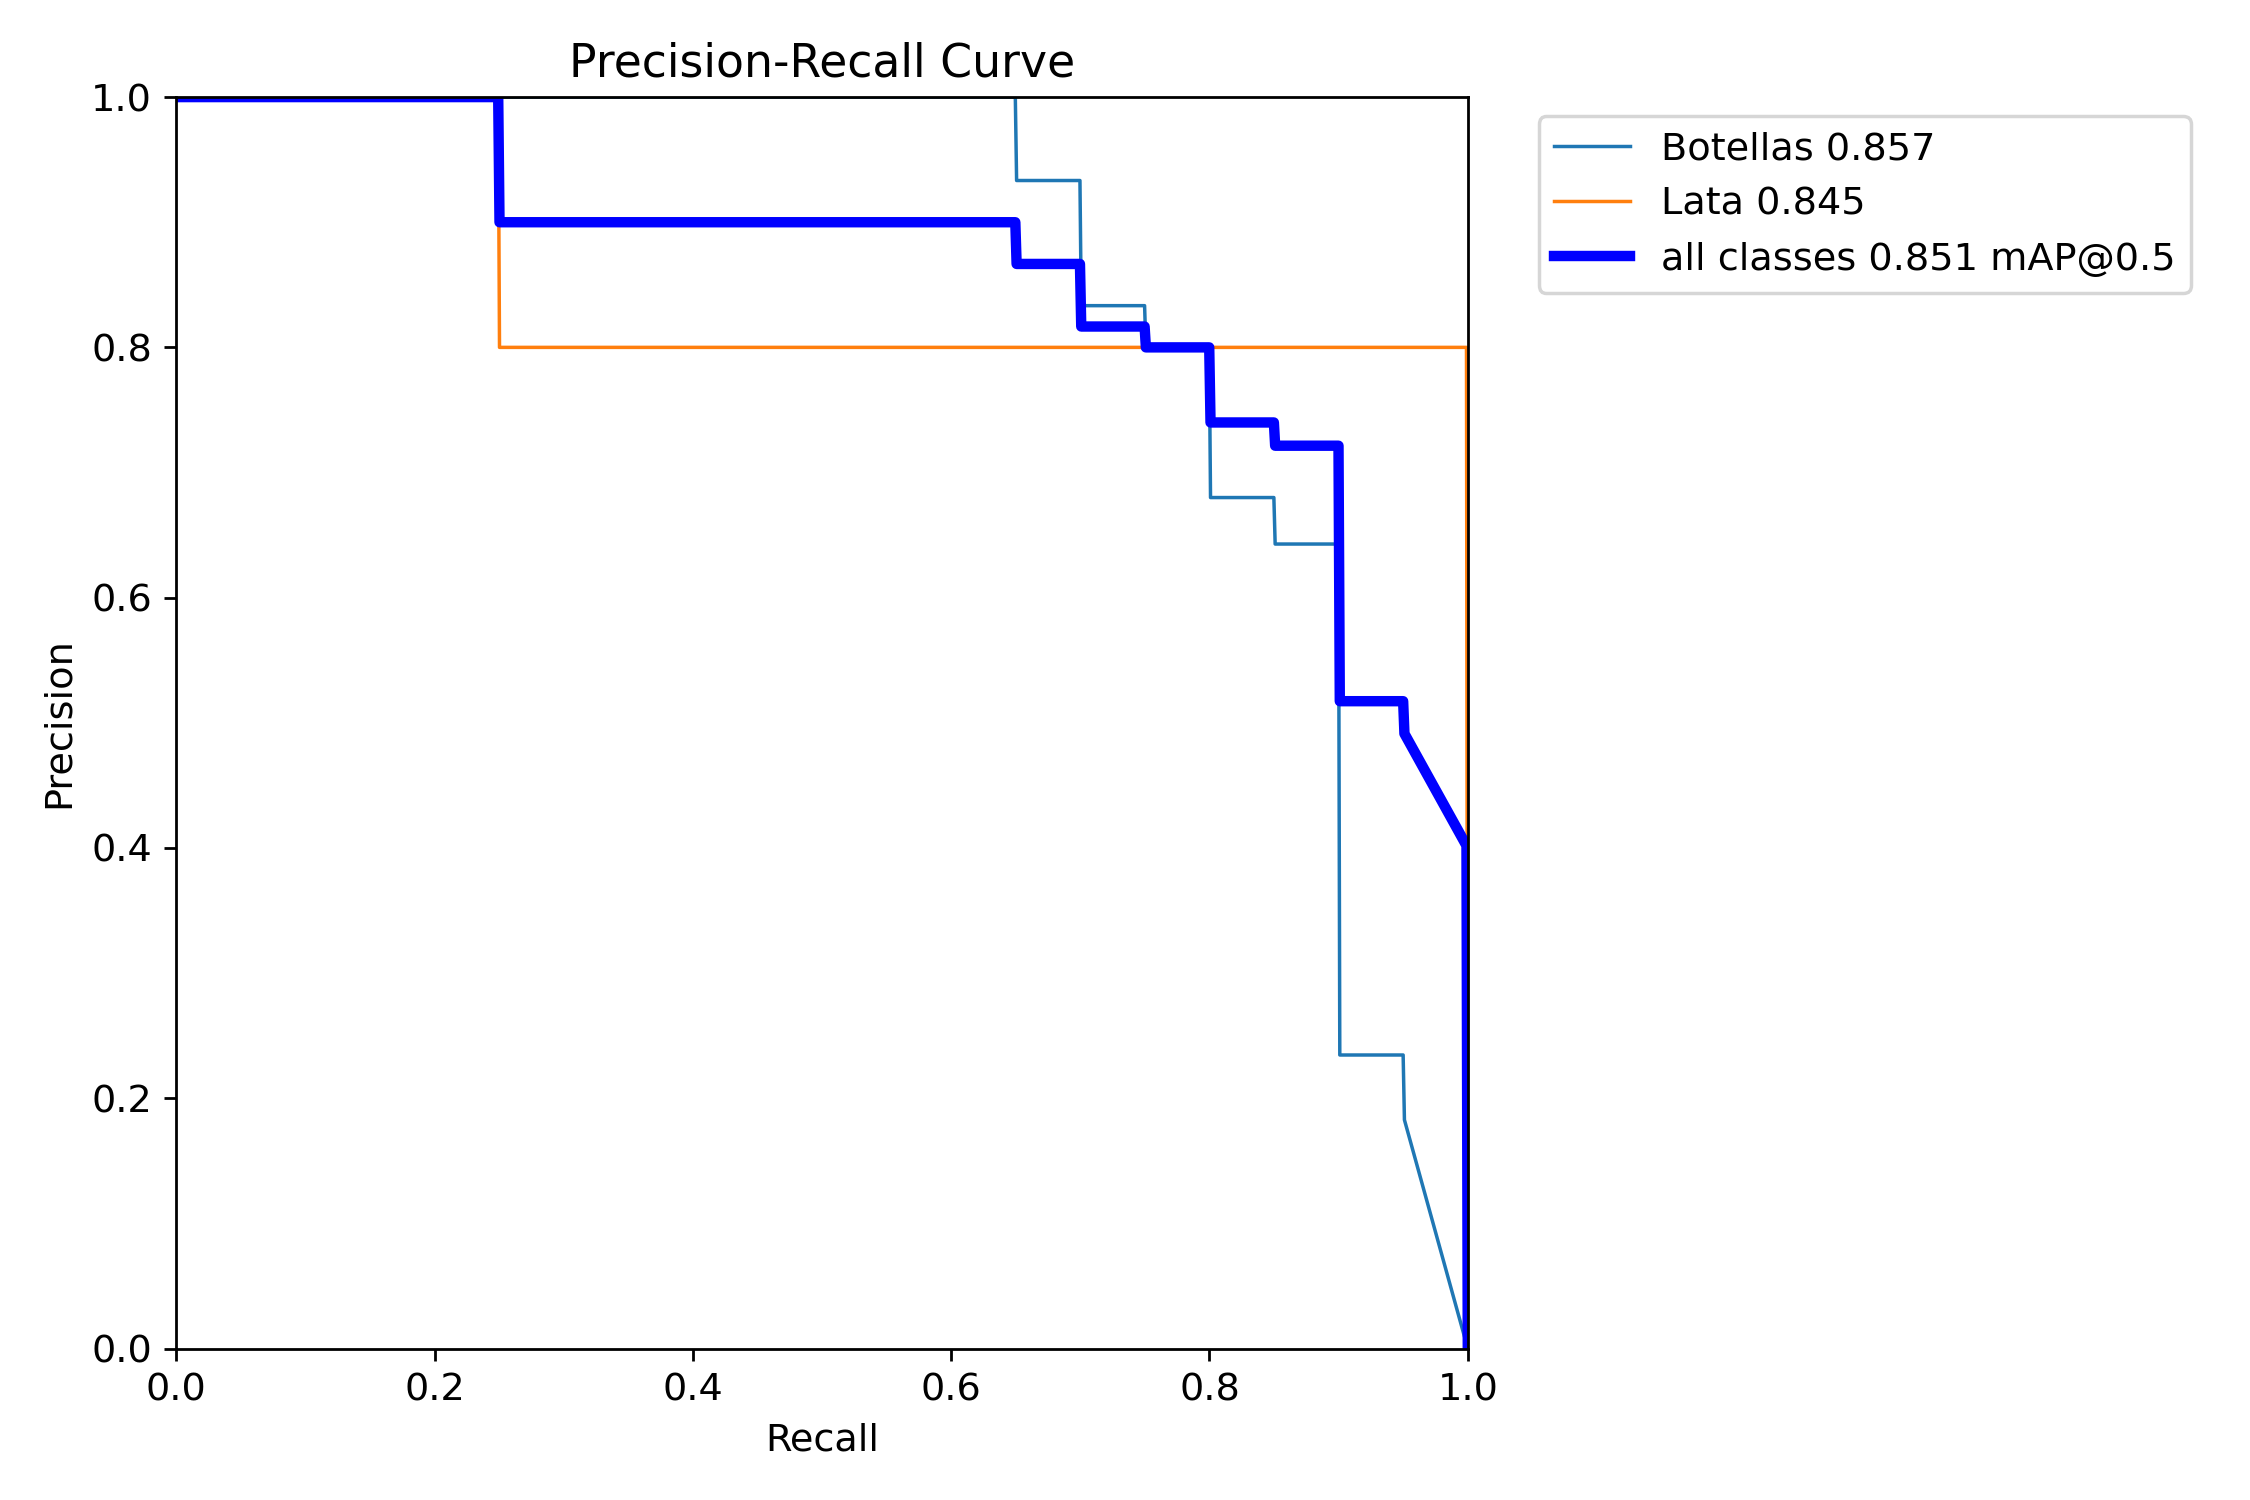 Precision-Recall Curve
1.0
0.8
0.6
0.4
0.2
0.0
Precision
0.0 0.2 0.4 0.6 0.8 1.0
Recall
Botellas 0.857
Lata 0.845
all classes 0.851 mAP@0.5